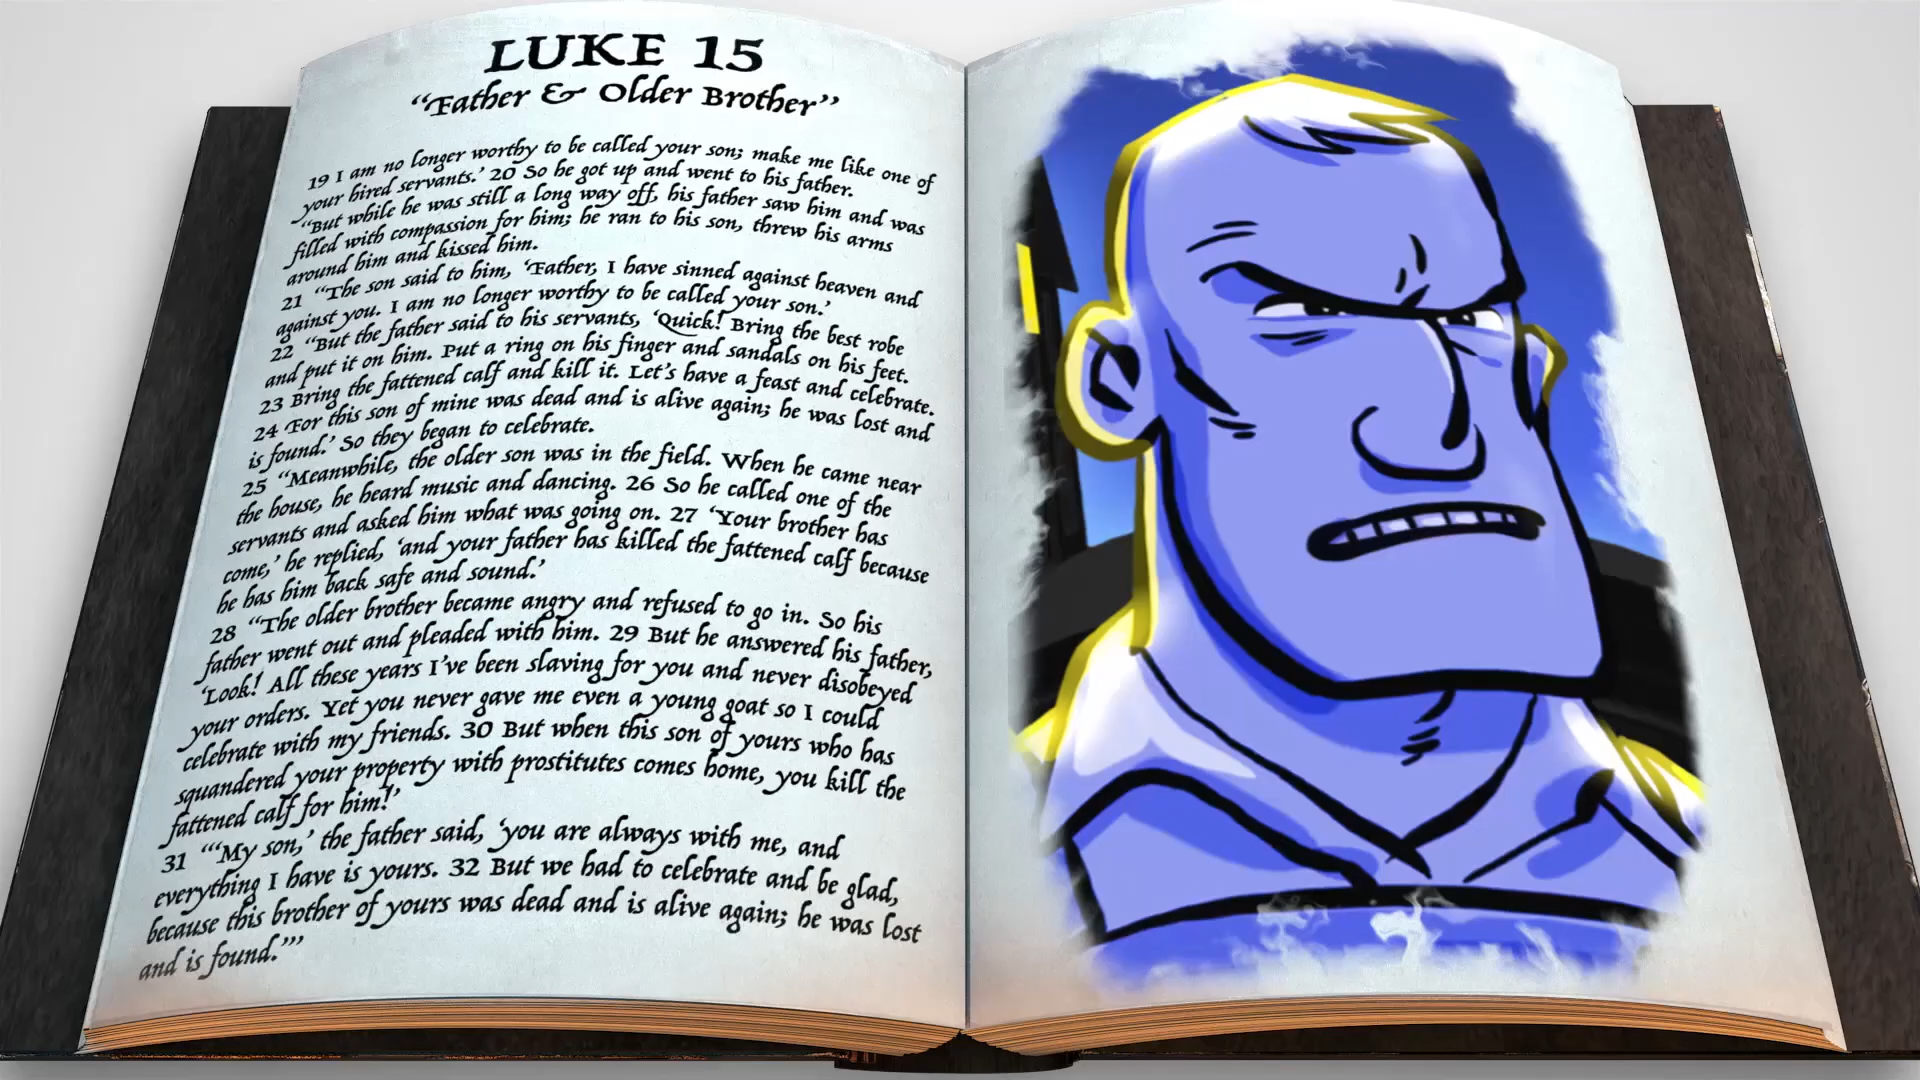 LUKE 15
“Father & Older Brother”
19 I am no longer worthy to be called your son; make me like one of
your hired servants.’ 20 So he got up and went to his father.
“But while he was still a long way off, his father saw him and was
filled with compassion for him; he ran to his son, threw his arms
around him and kissed him.
21 “The son said to him, ‘Father, I have sinned against heaven and
against you. I am no longer worthy to be called your son.’
22 “But the father said to his servants, ‘Quick! Bring the best robe
and put it on him. Put a ring on his finger and sandals on his feet.
23 Bring the fattened calf and kill it. Let’s have a feast and celebrate.
24 For this son of mine was dead and is alive again; he was lost and
is found.’ So they began to celebrate.
25 “Meanwhile, the older son was in the field. When he came near
the house, he heard music and dancing. 26 So he called one of the
servants and asked him what was going on. 27 ‘Your brother has
come,’ he replied, ‘and your father has killed the fattened calf because
he has him back safe and sound.’
28 “The older brother became angry and refused to go in. So his
father went out and pleaded with him. 29 But he answered his father,
‘Look! All these years I’ve been slaving for you and never disobeyed
your orders. Yet you never gave me even a young goat so I could
celebrate with my friends. 30 But when this son of yours who has
squandered your property with prostitutes comes home, you kill the
fattened calf for him!’
31 “‘My son,’ the father said, ‘you are always with me, and
everything I have is yours. 32 But we had to celebrate and be glad,
because this brother of yours was dead and is alive again; he was lost
and is found.’”